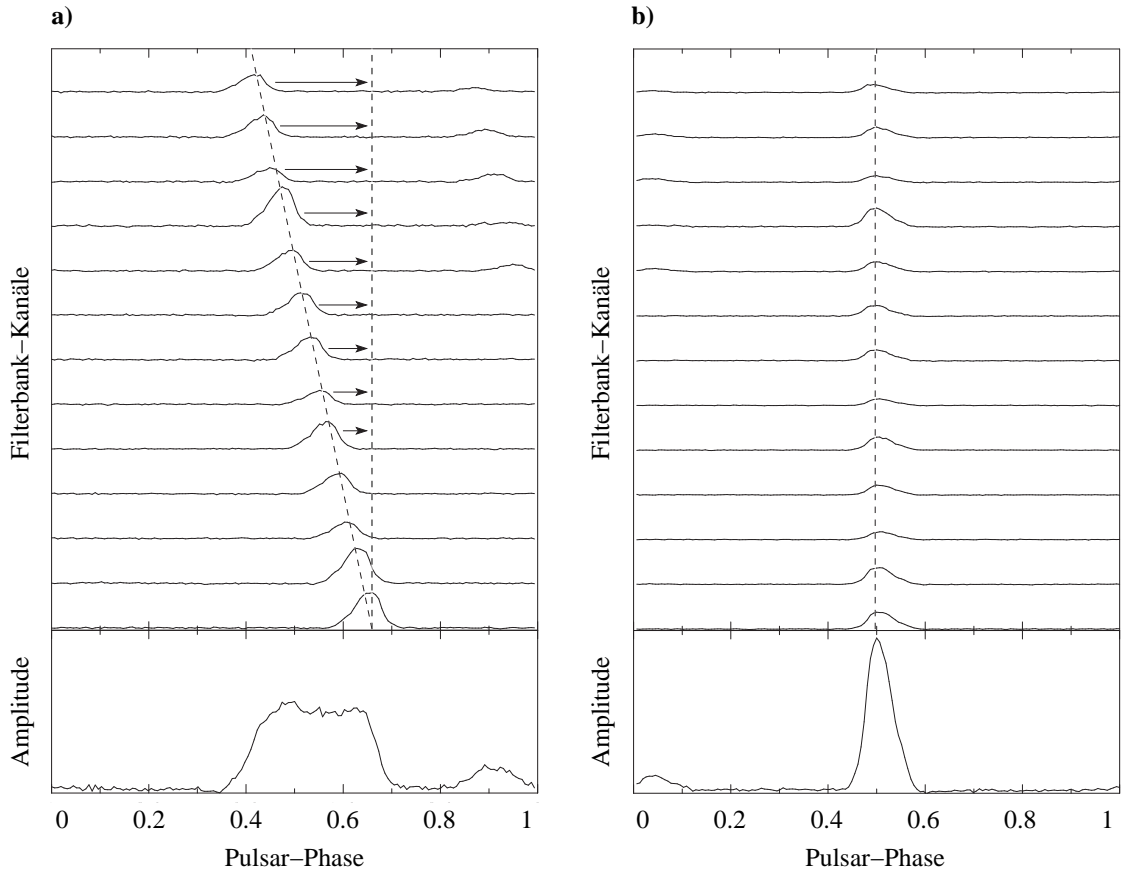 a)
Filterbank–Kanäle
Amplitude
0 0.2 0.4 0.6 0.8 1
Pulsar–Phase
b)
Filterbank–Kanäle
Amplitude
0 0.2 0.4 0.6 0.8 1
Pulsar–Phase